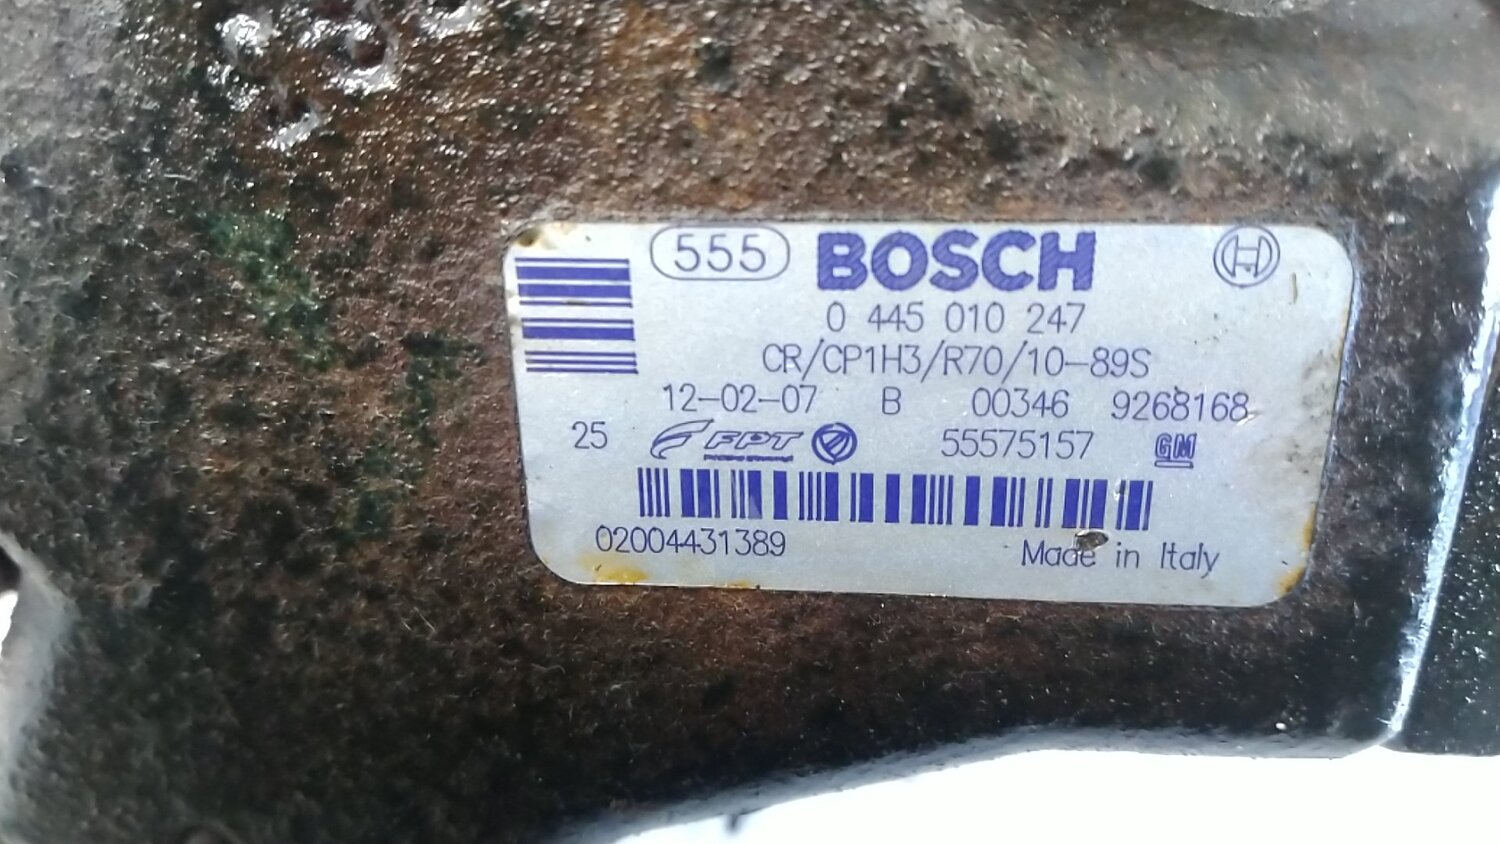 555 BOSCH
0 445 010 247
CR/CP1H3/R70/10-89S
12-02-07 B 00346 9268168
25 FPT 55575157 GM
02004431389 Made in Italy